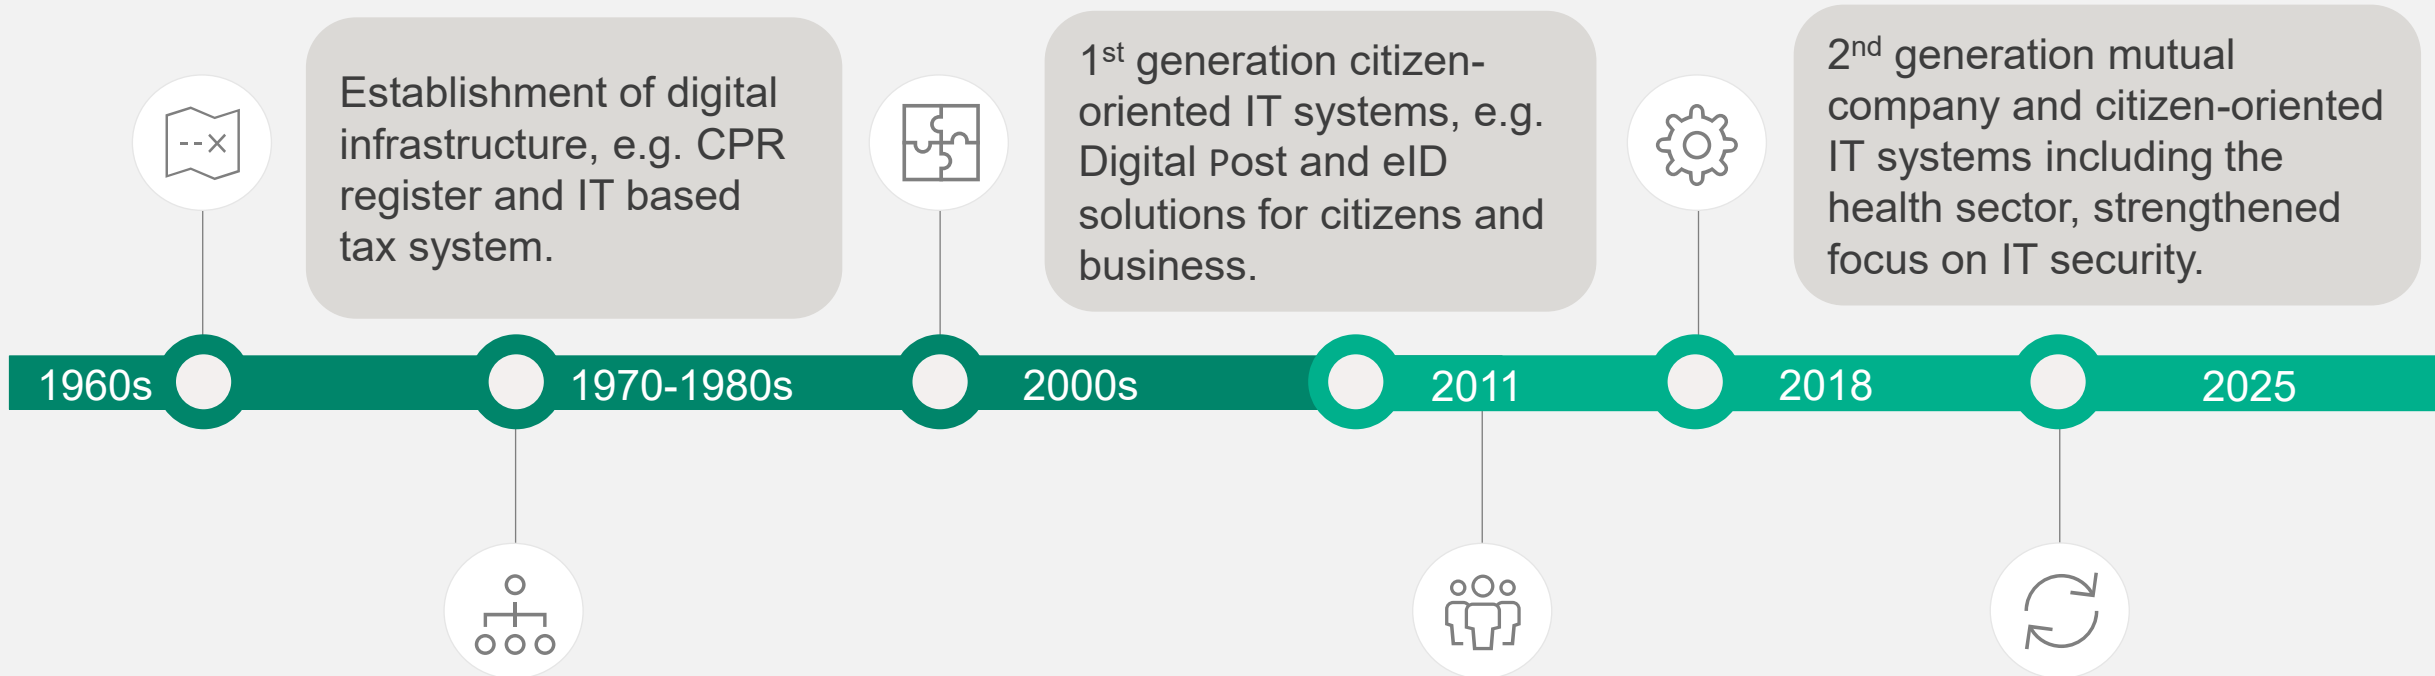 Establishment of digital
infrastructure, e.g. CPR
register and IT based
tax system.
1st generation citizen-
oriented IT systems, e.g.
Digital Post and eID
solutions for citizens and
business.
2nd generation mutual
company and citizen-oriented
IT systems including the
health sector, strengthened
focus on IT security.
1960s
1970-1980s
2000s
2011
2018
2025